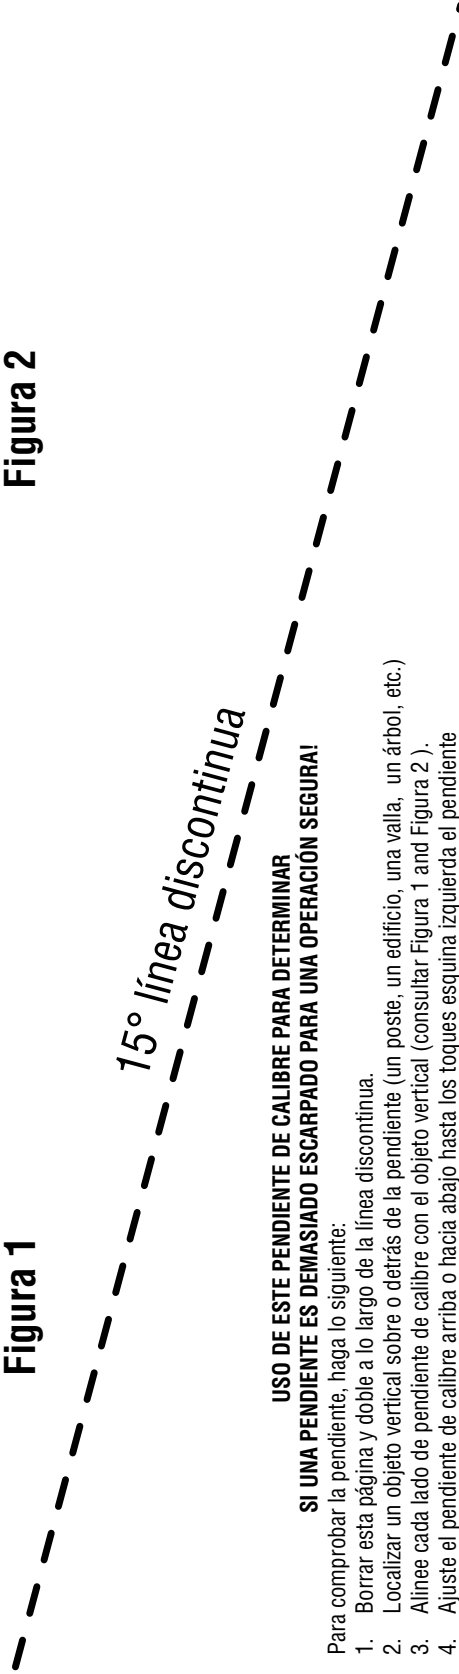 Figura 1
Figura 2
15° línea discontinua
USO DE ESTE PENDIENTE DE CALIBRE PARA DETERMINAR
SI UNA PENDIENTE ES DEMASIADO ESCARPADO PARA UNA OPERACIÓN SEGURA!
Para comprobar la pendiente, haga lo siguiente:
1. Borrar esta página y doble a lo largo de la línea discontinua.
2. Localizar un objeto vertical sobre o detrás de la pendiente (un poste, un edificio, una valla, un árbol, etc.)
3. Alinee cada lado de pendiente de calibre con el objeto vertical (consultar Figura 1 and Figura 2 ).
4. Ajuste el pendiente de calibre arriba o hacia abajo hasta los toques esquina izquierda el pendiente